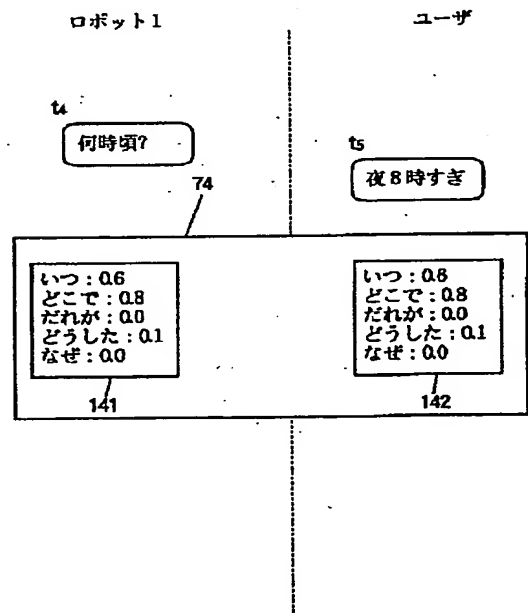 ロボット1
ユーザ
t4
何時頃?
t5
夜8時すぎ
74
いつ:0.6
どこで:0.8
だれが:0.0
どうした:0.1
なぜ:0.0
141
いつ:0.8
どこで:0.8
だれが:0.0
どうした:0.1
なぜ:0.0
142